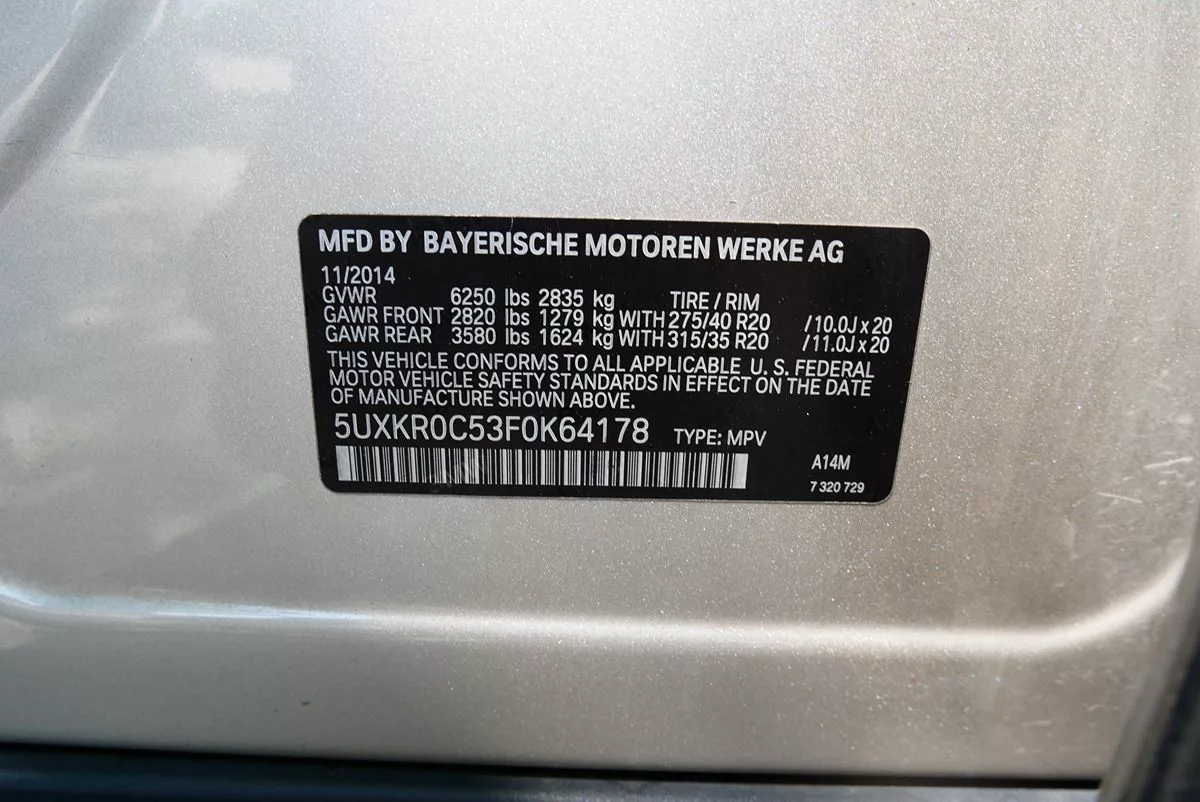 MFD BY BAYERISCHE MOTOREN WERKE AG
11/2014
GVWR 6250 lbs 2835 kg TIRE / RIM
GAWR FRONT 2820 lbs 1279 kg WITH 275/40 R20 /10.0J x 20
GAWR REAR 3580 lbs 1624 kg WITH 315/35 R20 /11.0J x 20
THIS VEHICLE CONFORMS TO ALL APPLICABLE U. S. FEDERAL
MOTOR VEHICLE SAFETY STANDARDS IN EFFECT ON THE DATE
OF MANUFACTURE SHOWN ABOVE.
5UXKR0C53F0K64178 TYPE: MPV
A14M
7 320 729